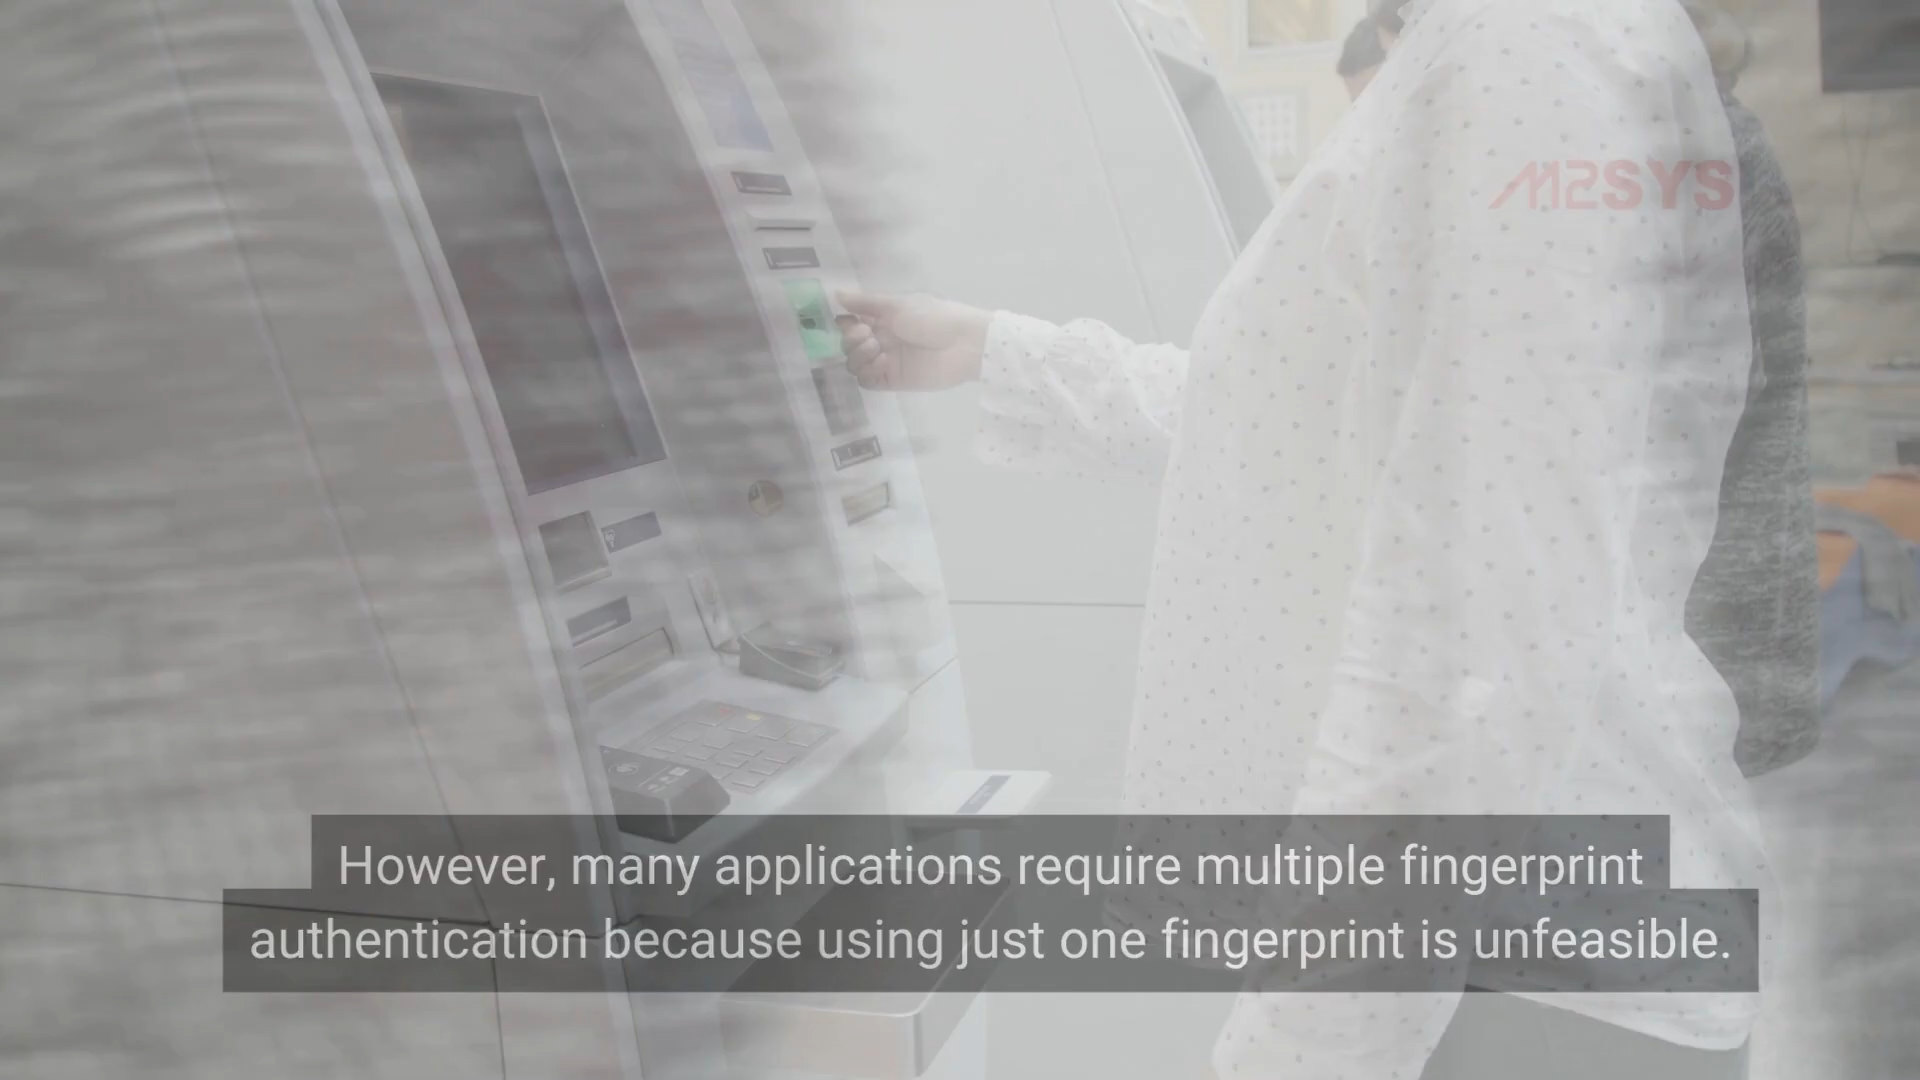 M2SYS
However, many applications require multiple fingerprint
authentication because using just one fingerprint is unfeasible.